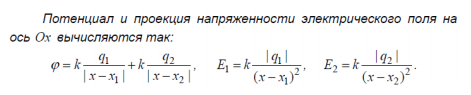 Потенциал и проекция напряженности электрического поля на
ось Ox вычисляются так:
φ = k q₁/|x−x₁| + k q₂/|x−x₂|, E₁ = k |q₁|/(x−x₁)², E₂ = k |q₂|/(x−x₂)².